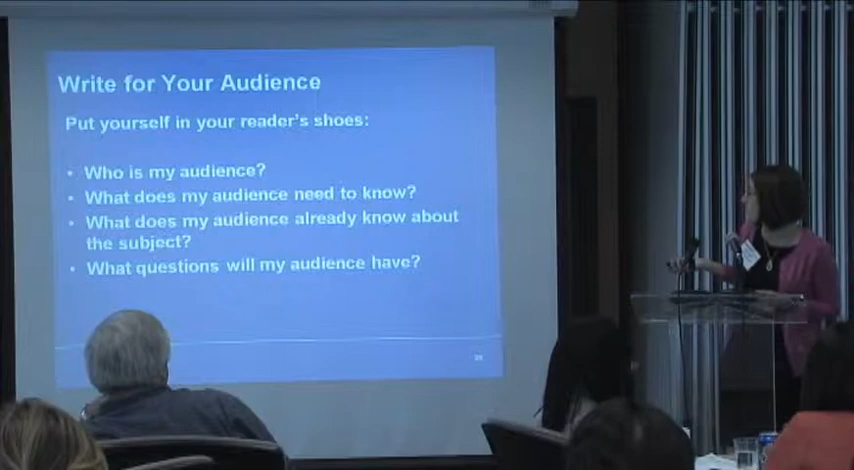 Write for Your Audience
Put yourself in your reader's shoes:
• Who is my audience?
• What does my audience need to know?
• What does my audience already know about
the subject?
• What questions will my audience have?